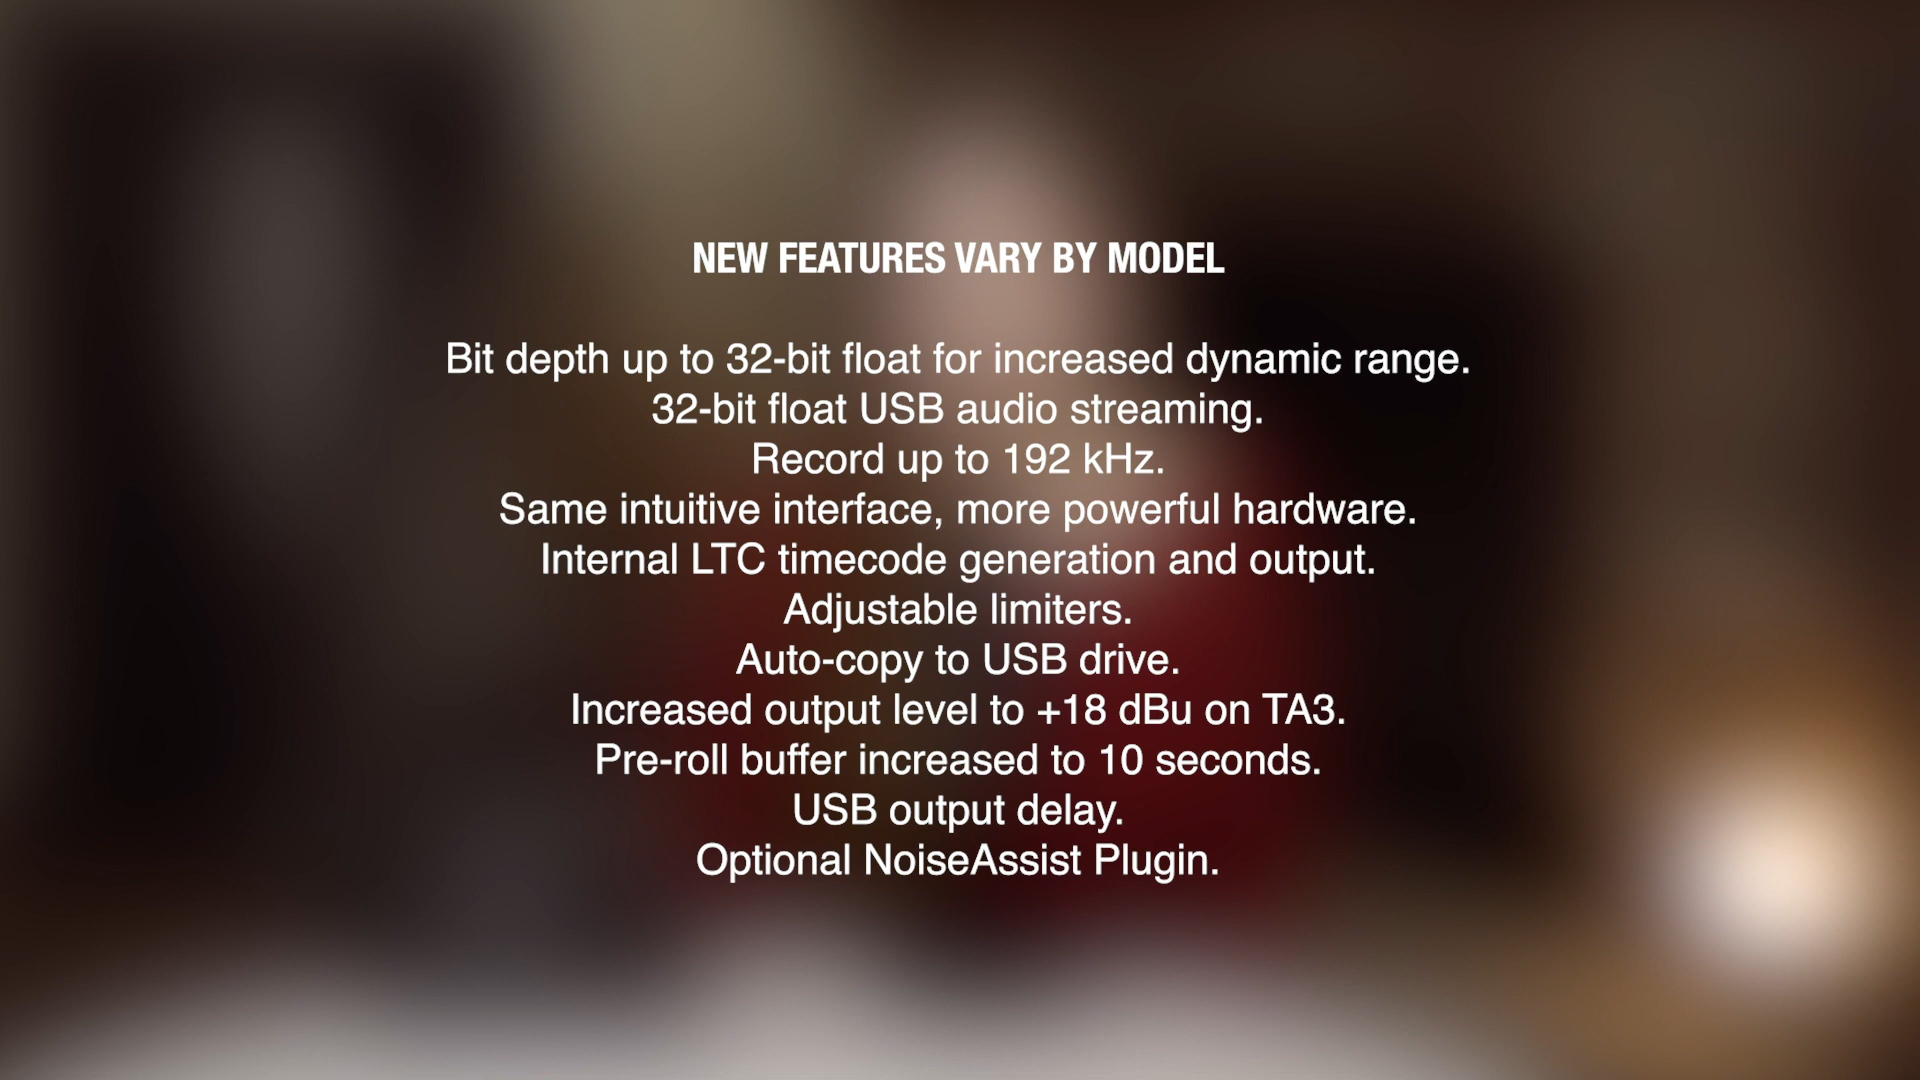 NEW FEATURES VARY BY MODEL
Bit depth up to 32-bit float for increased dynamic range.
32-bit float USB audio streaming.
Record up to 192 kHz.
Same intuitive interface, more powerful hardware.
Internal LTC timecode generation and output.
Adjustable limiters.
Auto-copy to USB drive.
Increased output level to +18 dBu on TA3.
Pre-roll buffer increased to 10 seconds.
USB output delay.
Optional NoiseAssist Plugin.